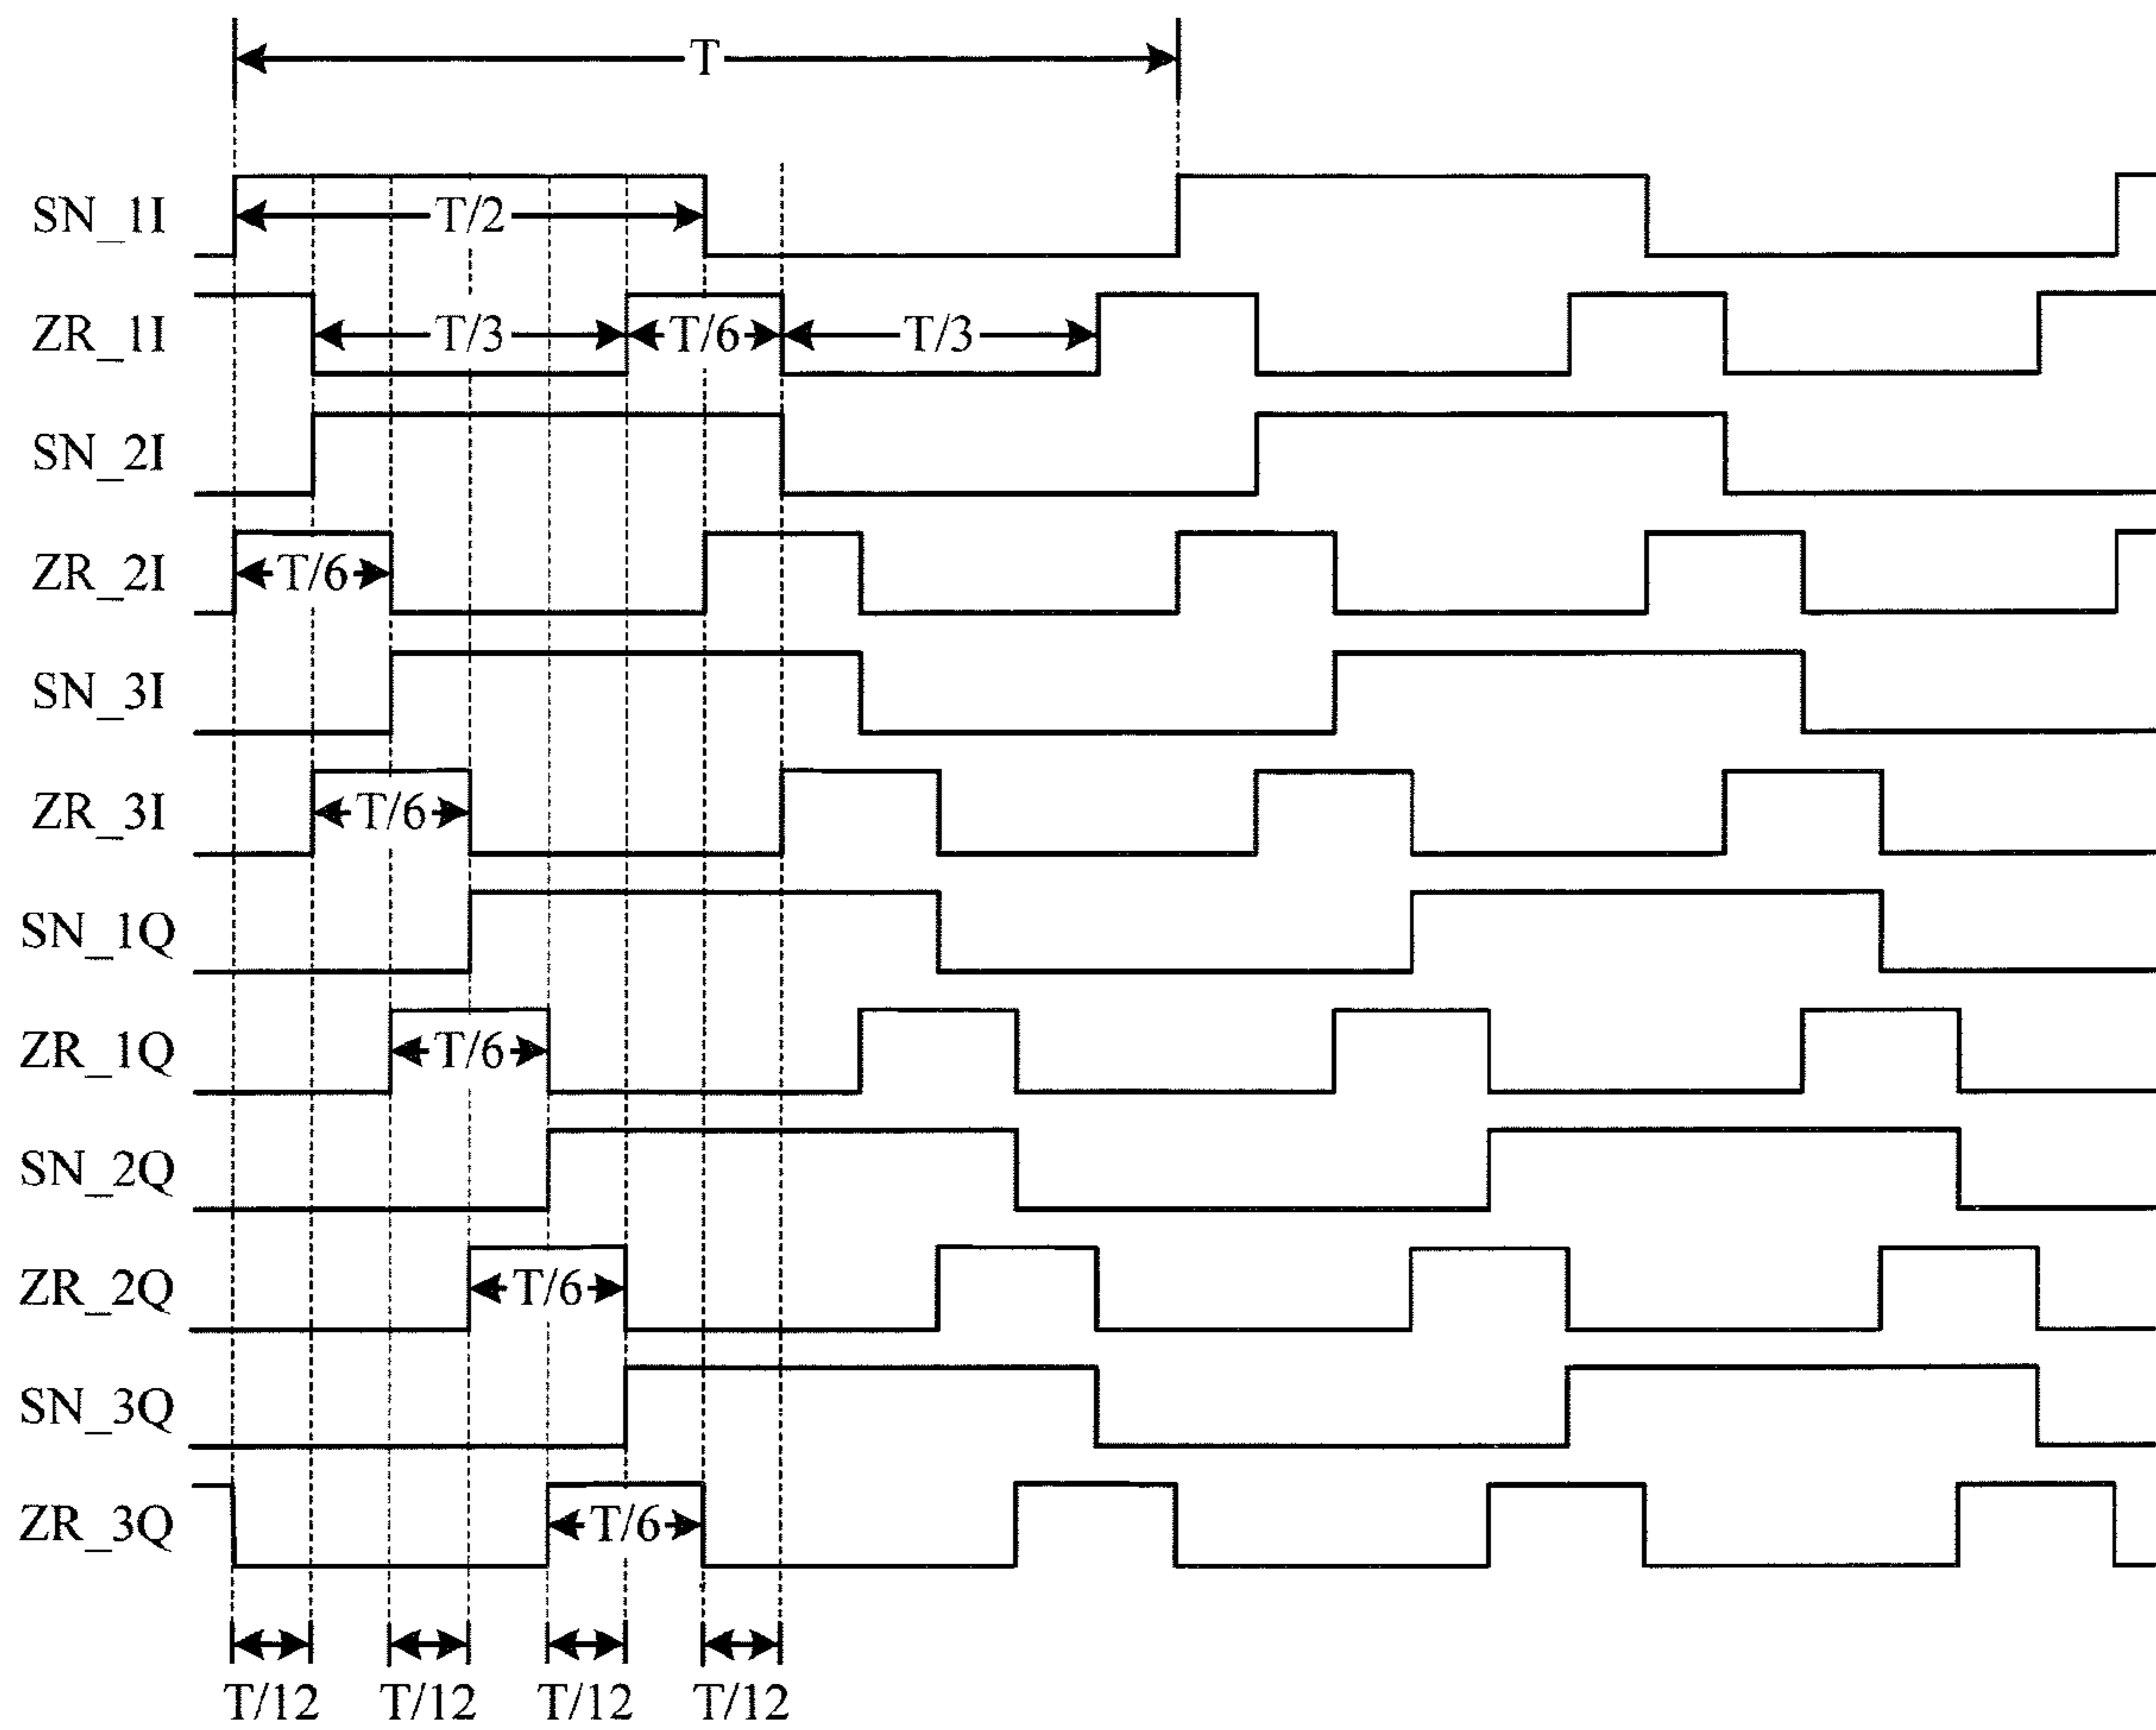 T
SN_1I
T/2
ZR_1I
T/3
T/6
T/3
SN_2I
ZR_2I
T/6
SN_3I
ZR_3I
T/6
SN_1Q
ZR_1Q
T/6
SN_2Q
ZR_2Q
T/6
SN_3Q
ZR_3Q
T/6
T/12
T/12
T/12
T/12